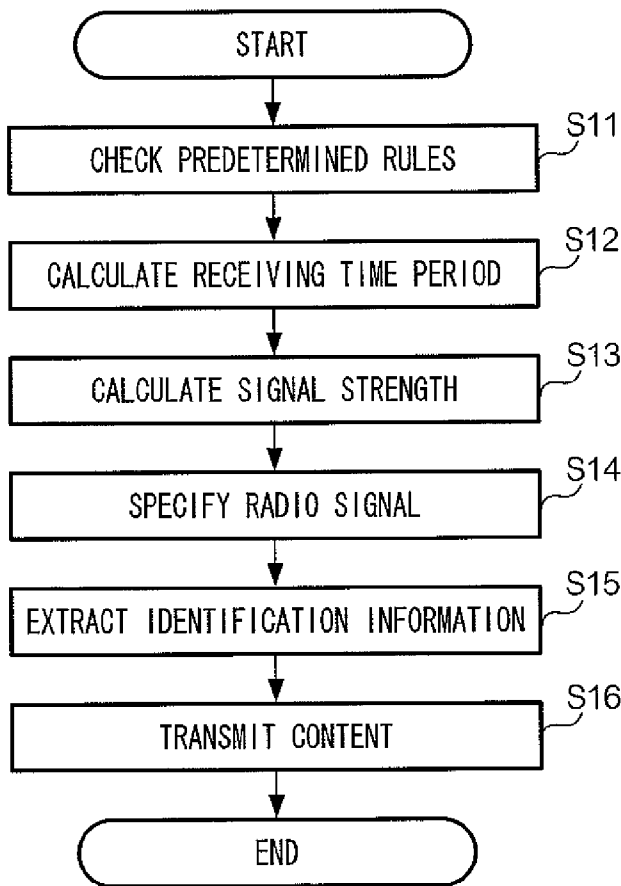 START
S11
CHECK PREDETERMINED RULES
S12
CALCULATE RECEIVING TIME PERIOD
S13
CALCULATE SIGNAL STRENGTH
S14
SPECIFY RADIO SIGNAL
S15
EXTRACT IDENTIFICATION INFORMATION
S16
TRANSMIT CONTENT
END